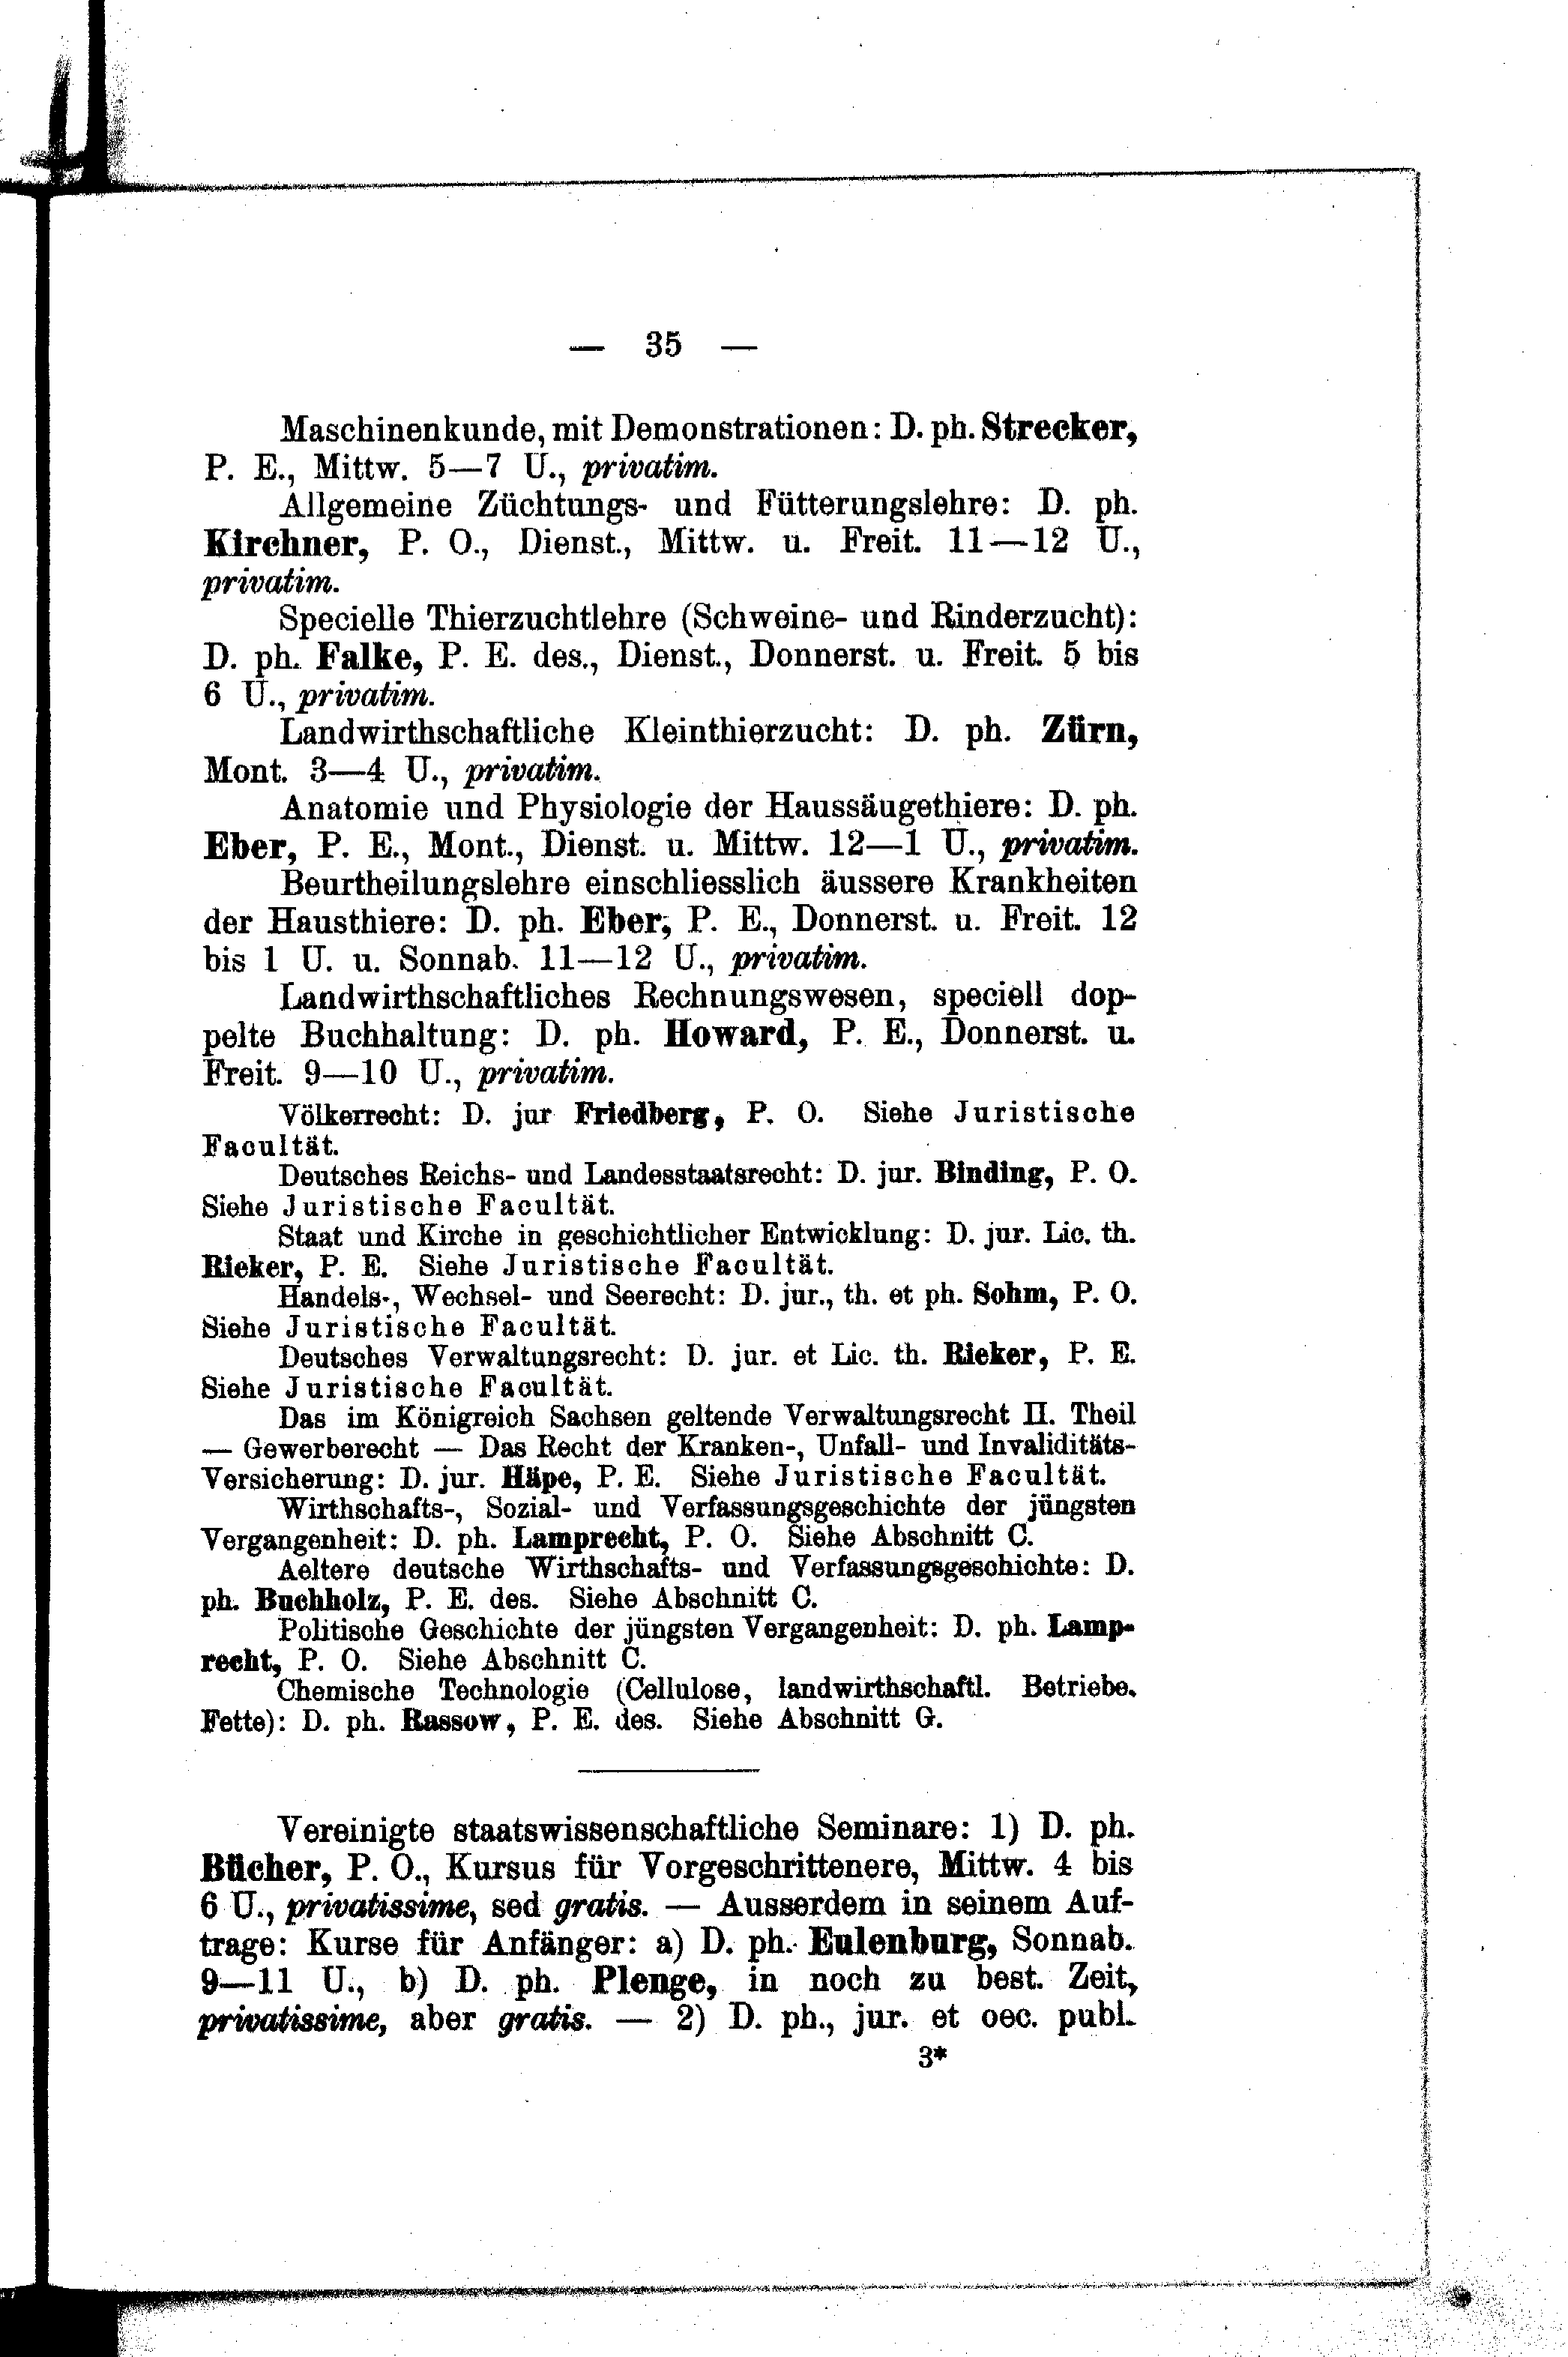 — 35 —
Maschinenkunde, mit Demonstrationen: D. ph. Strecker,
P. E., Mittw. 5—7 U., privatim.
Allgemeine Züchtungs- und Fütterungslehre: D. ph.
Kirchner, P. O., Dienst., Mittw. u. Freit. 11—12 U.,
privatim.
Specielle Thierzuchtlehre (Schweine- und Rinderzucht):
D. ph. Falke, P. E. des., Dienst., Donnerst. u. Freit. 5 bis
6 U., privatim.
Landwirthschaftliche Kleinthierzucht: D. ph. Zürn,
Mont. 3—4 U., privatim.
Anatomie und Physiologie der Haussäugethiere: D. ph.
Eber, P. E., Mont., Dienst. u. Mittw. 12—1 U., privatim.
Beurtheilungslehre einschliesslich äussere Krankheiten
der Hausthiere: D. ph. Eber, P. E., Donnerst. u. Freit. 12
bis 1 U. u. Sonnab. 11—12 U., privatim.
Landwirthschaftliches Rechnungswesen, speciell dop-
pelte Buchhaltung: D. ph. Howard, P. E., Donnerst. u.
Freit. 9—10 U., privatim.
Völkerrecht: D. jur Friedberg, P. O. Siehe Juristische
Facultät.
Deutsches Reichs- und Landesstaatsrecht: D. jur. Binding, P. O.
Siehe Juristische Facultät.
Staat und Kirche in geschichtlicher Entwicklung: D. jur. Lic. th.
Rieker, P. E. Siehe Juristische Facultät.
Handels-, Wechsel- und Seerecht: D. jur., th. et ph. Sohm, P. O.
Siehe Juristische Facultät.
Deutsches Verwaltungsrecht: D. jur. et Lic. th. Rieker, P. E.
Siehe Juristische Facultät.
Das im Königreich Sachsen geltende Verwaltungsrecht II. Theil
— Gewerberecht — Das Recht der Kranken-, Unfall- und Invaliditäts-
Versicherung: D. jur. Häpe, P. E. Siehe Juristische Facultät.
Wirthschafts-, Sozial- und Verfassungsgeschichte der jüngsten
Vergangenheit: D. ph. Lamprecht, P. O. Siehe Abschnitt C.
Aeltere deutsche Wirthschafts- und Verfassungsgeschichte: D.
ph. Buchholz, P. E. des. Siehe Abschnitt C.
Politische Geschichte der jüngsten Vergangenheit: D. ph. Lamp-
recht, P. O. Siehe Abschnitt C.
Chemische Technologie (Cellulose, landwirthschaftl. Betriebe.
Fette): D. ph. Rassow, P. E. des. Siehe Abschnitt G.
Vereinigte staatswissenschaftliche Seminare: 1) D. ph.
Bücher, P. O., Kursus für Vorgeschrittenere, Mittw. 4 bis
6 U., privatissime, sed gratis. — Ausserdem in seinem Auf-
trage: Kurse für Anfänger: a) D. ph. Eulenburg, Sonnab.
9—11 U., b) D. ph. Plenge, in noch zu best. Zeit,
privatissime, aber gratis. — 2) D. ph., jur. et oec. publ.
3*